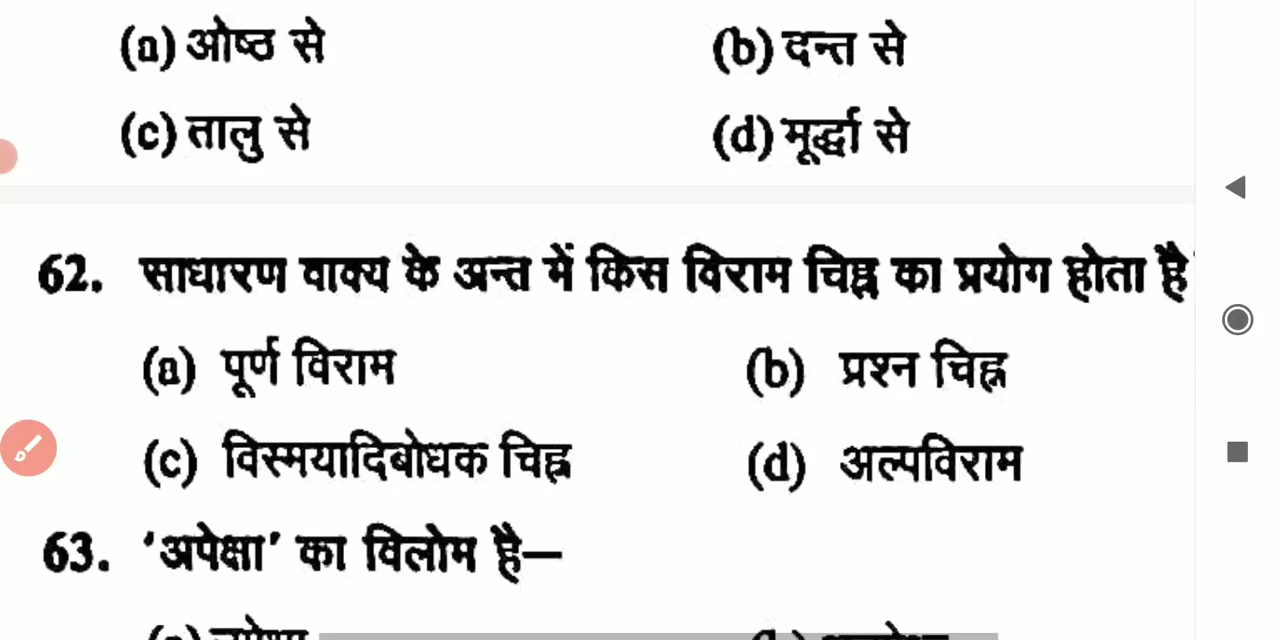 (a) ओष्ठ से (b) दन्त से
(c) तालु से (d) मूर्द्धा से
62. साधारण वाक्य के अन्त में किस विराम चिह्न का प्रयोग होता है
(a) पूर्ण विराम (b) प्रश्न चिह्न
(c) विस्मयादिबोधक चिह्न (d) अल्पविराम
63. ‘अपेक्षा’ का विलोम है—